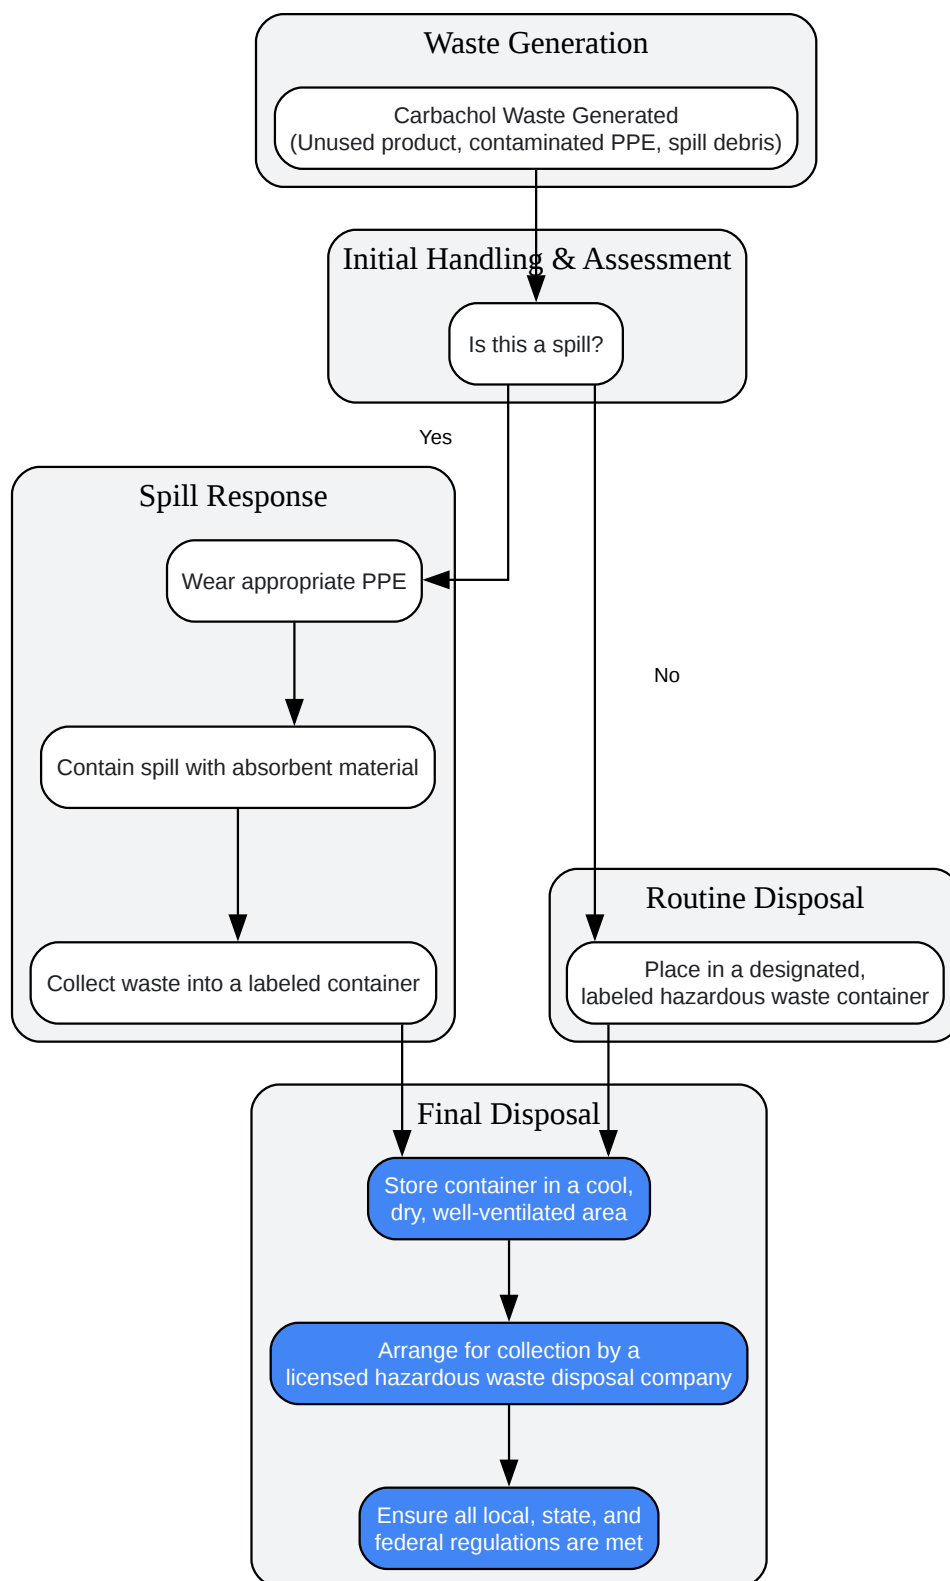 Waste Generation
Carbachol Waste Generated
(Unused product, contaminated PPE, spill debris)
Initial Handling & Assessment
Is this a spill?
Yes
Spill Response
Wear appropriate PPE
No
Contain spill with absorbent material
Routine Disposal
Collect waste into a labeled container
Place in a designated,
labeled hazardous waste container
Final Disposal
Store container in a cool,
dry, well-ventilated area
Arrange for collection by a
licensed hazardous waste disposal company
Ensure all local, state, and
federal regulations are met